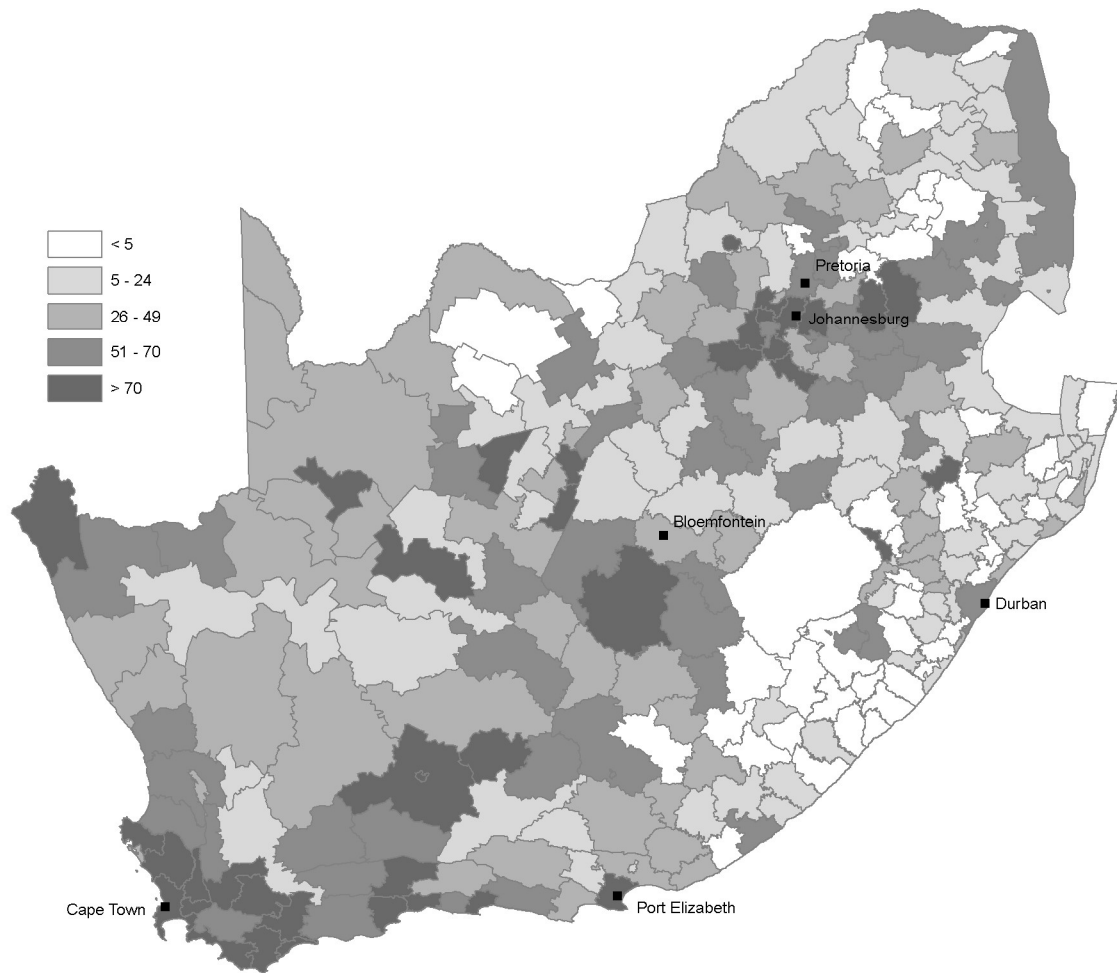 < 5
5 - 24
26 - 49
51 - 70
> 70
Pretoria
Johannesburg
Bloemfontein
Durban
Cape Town
Port Elizabeth